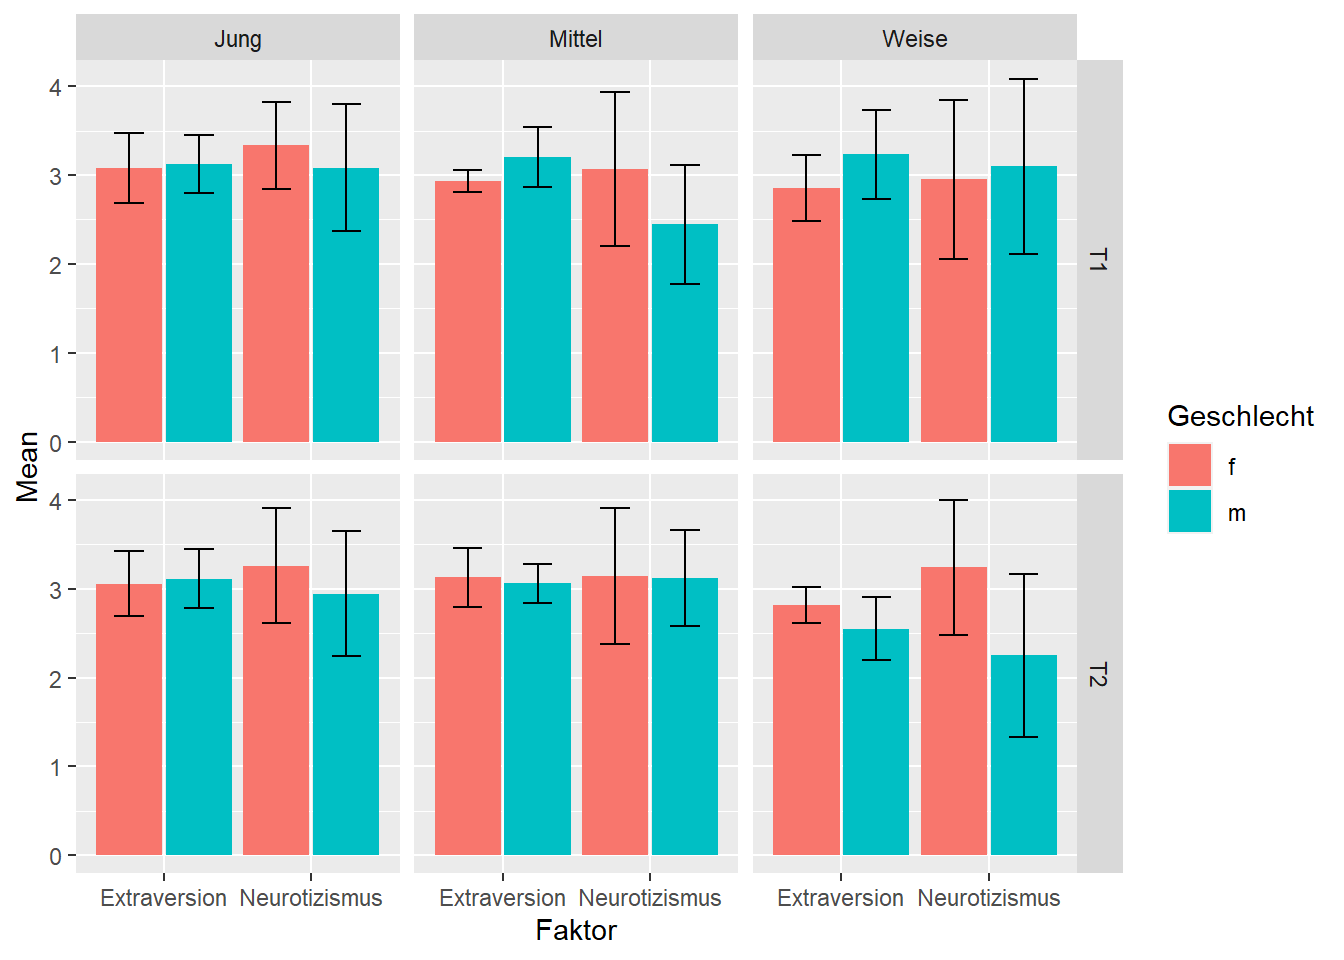 Jung Mittel Weise
4
3
2
1
0
T1
Mean
4
3
2
1
0
T2
Extraversion Neurotizismus Extraversion Neurotizismus Extraversion Neurotizismus
Faktor
Geschlecht
f
m